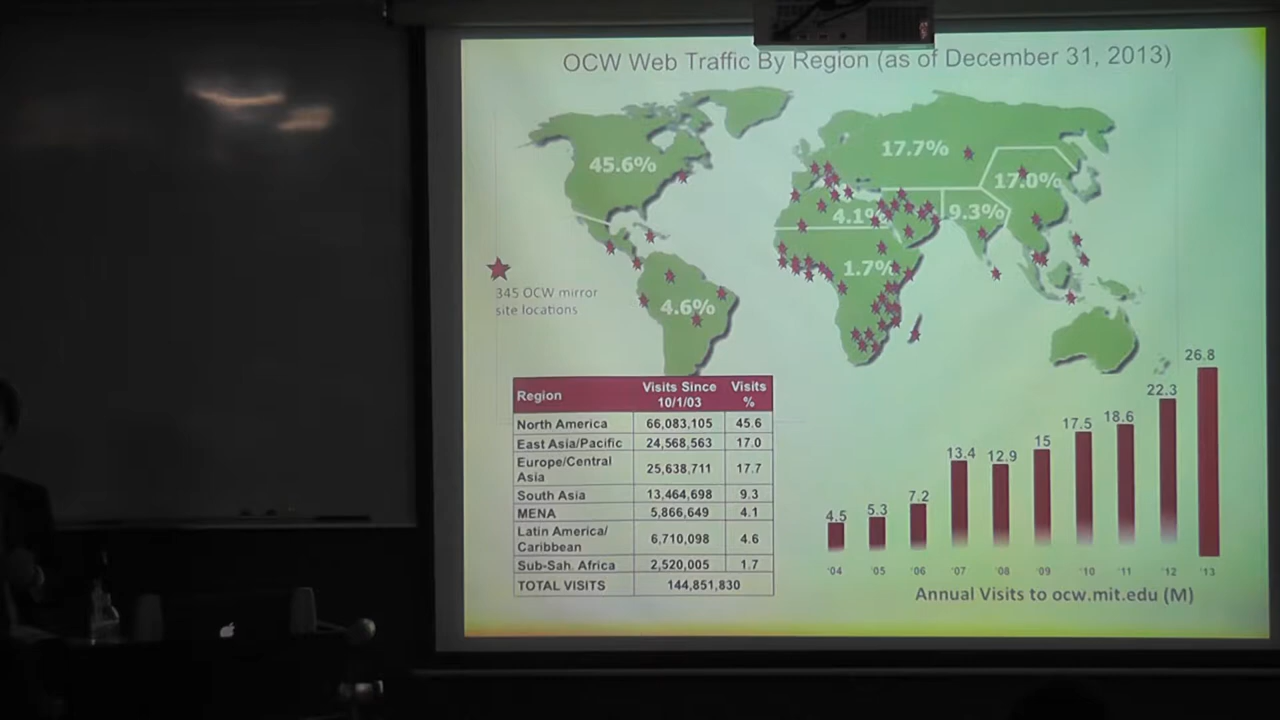 OCW Web Traffic By Region (as of December 31, 2013)
45.6%
17.7%
17.0%
4.1%
9.3%
1.7%
4.6%
345 OCW mirror
site locations
Region Visits Since 10/1/03 Visits %
North America 66,083,105 45.6
East Asia/Pacific 24,568,563 17.0
Europe/Central Asia 25,638,711 17.7
South Asia 13,464,698 9.3
MENA 5,866,649 4.1
Latin America/ Caribbean 6,710,098 4.6
Sub-Sah. Africa 2,520,005 1.7
TOTAL VISITS 144,851,830
4.5 5.3 7.2 13.4 12.9 15 17.5 18.6 22.3 26.8
'04 '05 '06 '07 '08 '09 '10 '11 '12 '13
Annual Visits to ocw.mit.edu (M)